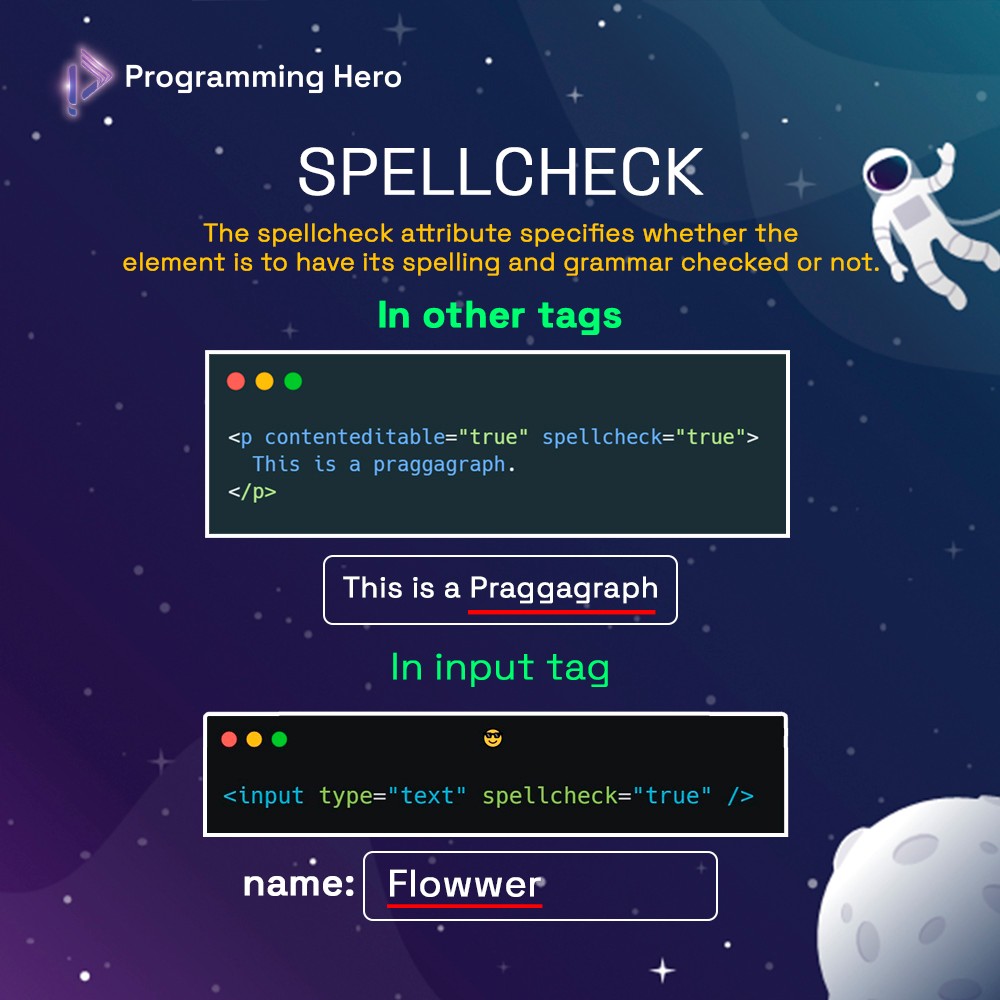 Programming Hero
SPELLCHECK
The spellcheck attribute specifies whether the
element is to have its spelling and grammar checked or not.
In other tags
<p contenteditable="true" spellcheck="true">
This is a praggagraph.
</p>
This is a Praggagraph
In input tag
<input type="text" spellcheck="true" />
name: Flowwer